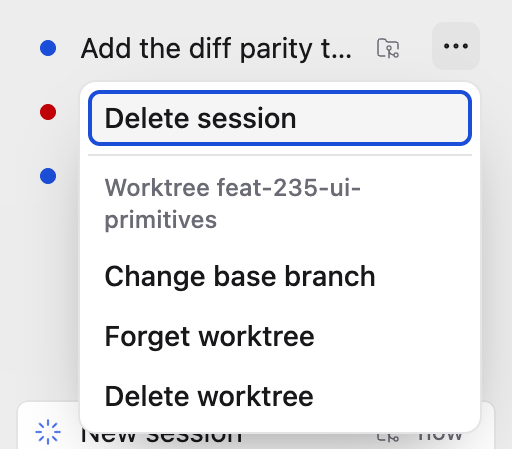 Add the diff parity t...
Delete session
Worktree feat-235-ui-
primitives
Change base branch
Forget worktree
Delete worktree
New session now